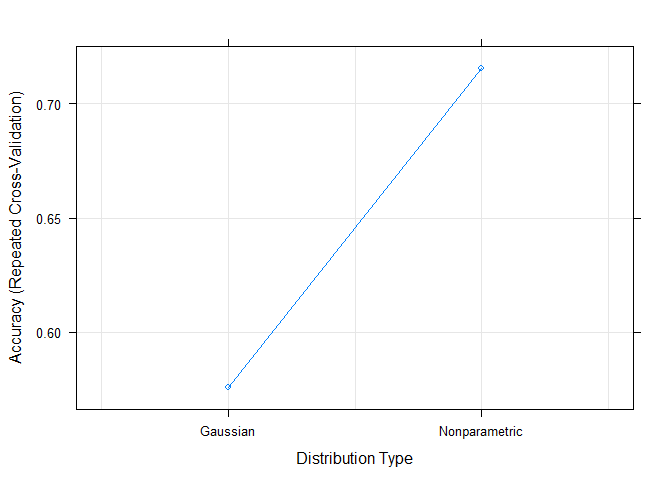 Accuracy (Repeated Cross-Validation)
0.70
0.65
0.60
Gaussian
Nonparametric
Distribution Type